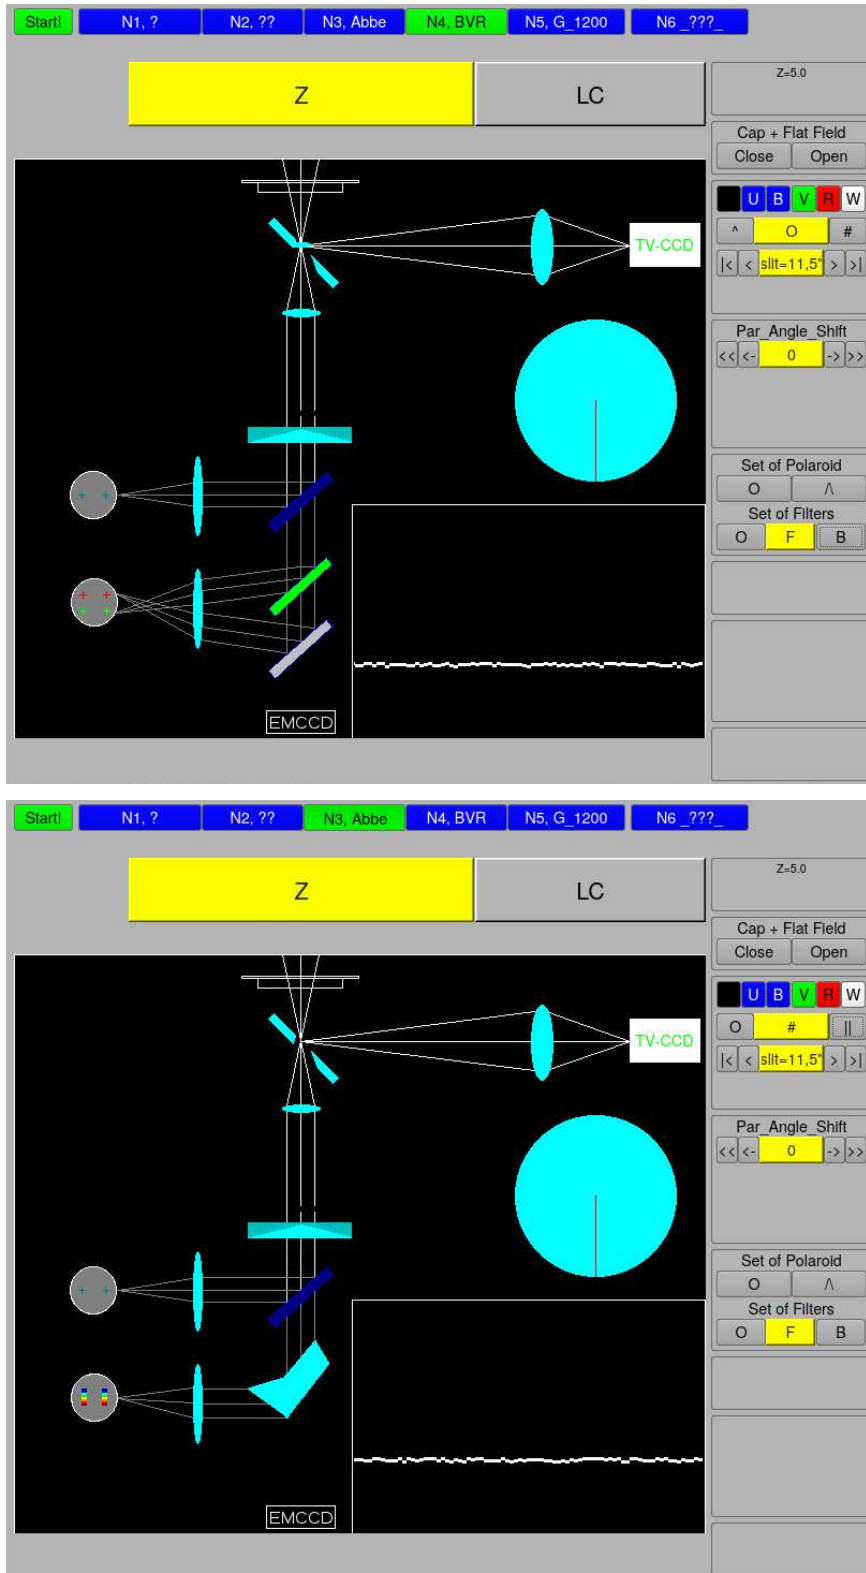 Start! N1, ? N2, ?? N3, Abbe N4, BVR N5, G_1200 N6 _???_
Z LC
Z=5.0
Cap + Flat Field
Close Open
U B V R W
^ O #
|< < slit=11,5" > >|
Par_Angle_Shift
<< <- 0 -> >>
Set of Polaroid
O /\
Set of Filters
O F B
TV-CCD
EMCCD
Start! N1, ? N2, ?? N3, Abbe N4, BVR N5, G_1200 N6 _???_
Z LC
Z=5.0
Cap + Flat Field
Close Open
U B V R W
O # ||
|< < slit=11,5" > >|
Par_Angle_Shift
<< <- 0 -> >>
Set of Polaroid
O /\
Set of Filters
O F B
TV-CCD
EMCCD